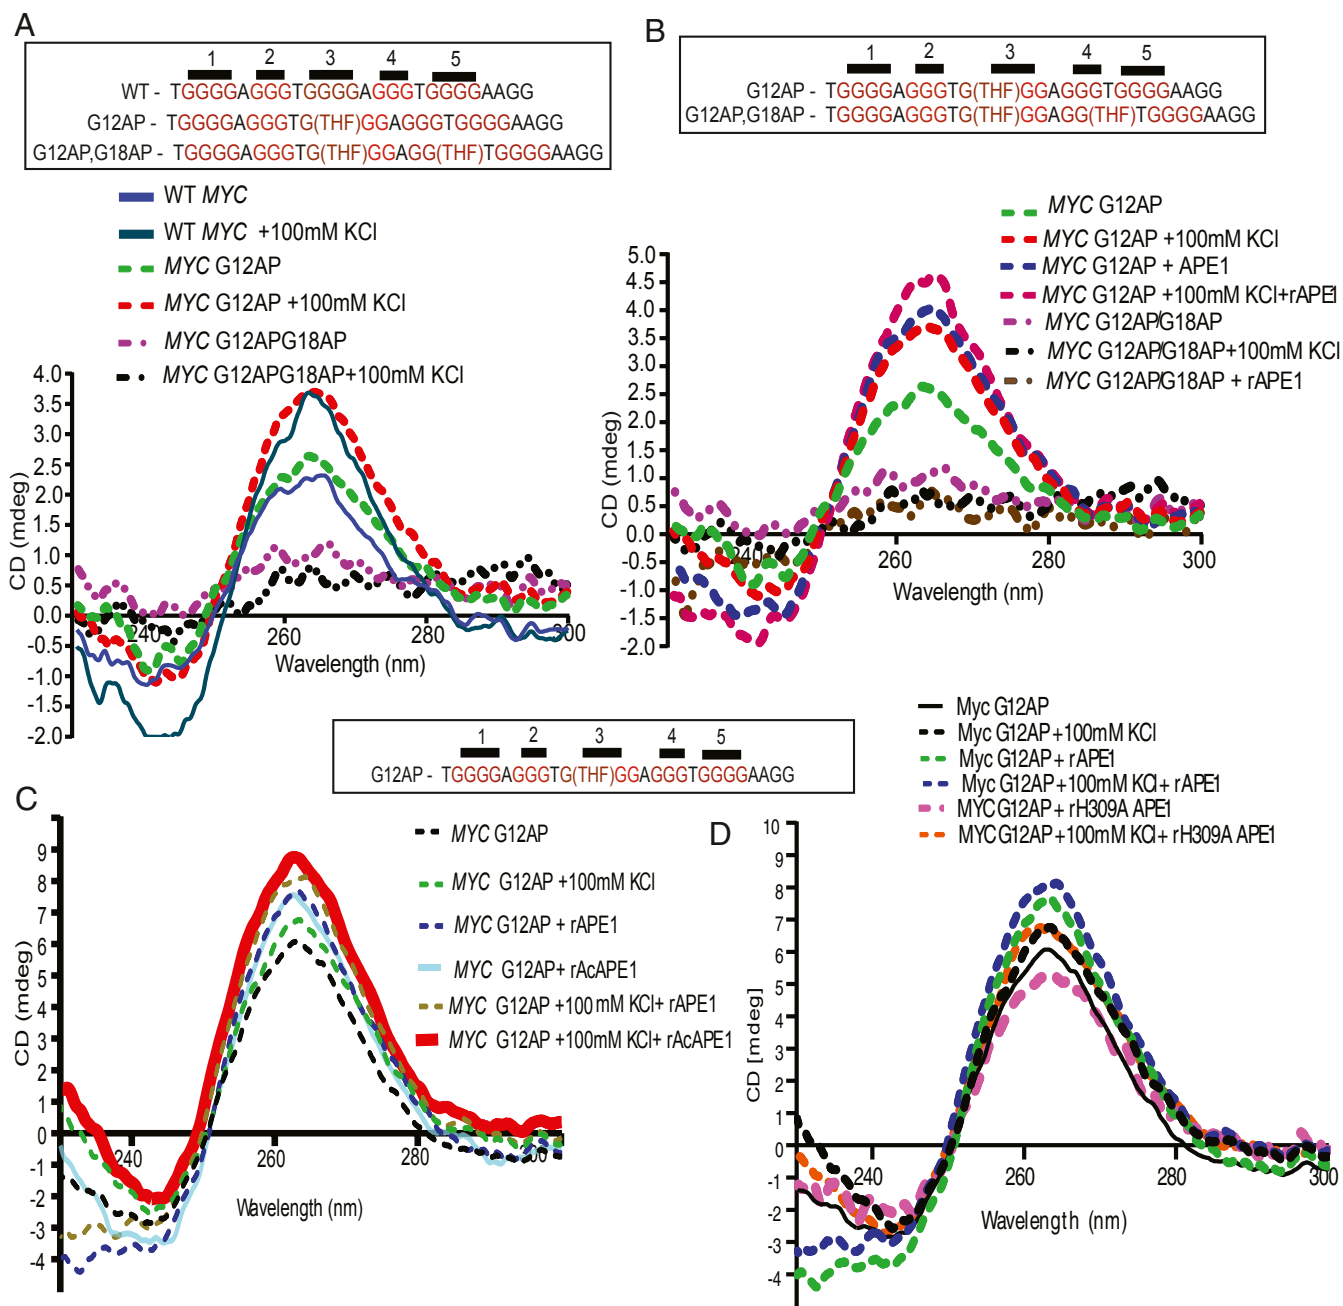 A
1 2 3 4 5
WT - TGGGGAGGGTGGGGAGGGTGGGGAAGG
G12AP - TGGGGAGGGTG(THF)GGAGGGTGGGGAAGG
G12AP,G18AP - TGGGGAGGGTG(THF)GGAGG(THF)TGGGGAAGG
WT MYC
WT MYC +100mM KCl
MYC G12AP
MYC G12AP +100mM KCl
MYC G12APG18AP
MYC G12APG18AP+100mM KCl
4.0
3.5
3.0
2.5
2.0
1.5
1.0
0.5
0.0
-0.5
-1.0
-1.5
-2.0
CD (mdeg)
240 260 280 300
Wavelength (nm)
B
1 2 3 4 5
G12AP - TGGGGAGGGTG(THF)GGAGGGTGGGGAAGG
G12AP,G18AP - TGGGGAGGGTG(THF)GGAGG(THF)TGGGGAAGG
MYC G12AP
MYC G12AP +100mM KCl
MYC G12AP + APE1
MYC G12AP +100mM KCl+rAPE1
MYC G12AP/G18AP
MYC G12AP/G18AP+100mM KCl
MYC G12AP/G18AP + rAPE1
5.0
4.5
4.0
3.5
3.0
2.5
2.0
1.5
1.0
0.5
0.0
-0.5
-1.0
-1.5
-2.0
CD (mdeg)
240 260 280 300
Wavelength (nm)
1 2 3 4 5
G12AP - TGGGGAGGGTG(THF)GGAGGGTGGGGAAGG
C
MYC G12AP
MYC G12AP +100mM KCl
MYC G12AP + rAPE1
MYC G12AP+ rAcAPE1
MYC G12AP +100 mM KCl+ rAPE1
MYC G12AP +100mM KCl+ rAcAPE1
9
8
7
6
5
4
3
2
1
0
-1
-2
-3
-4
CD (mdeg)
240 260 280 300
Wavelength (nm)
D
Myc G12AP
Myc G12AP +100mM KCl
Myc G12AP + rAPE1
Myc G12AP +100mM KCl + rAPE1
MYC G12AP + rH309A APE1
MYC G12AP +100mM KCl + rH309A APE1
10
9
8
7
6
5
4
3
2
1
0
-1
-2
-3
-4
CD [mdeg]
240 260 280 300
Wavelength (nm)